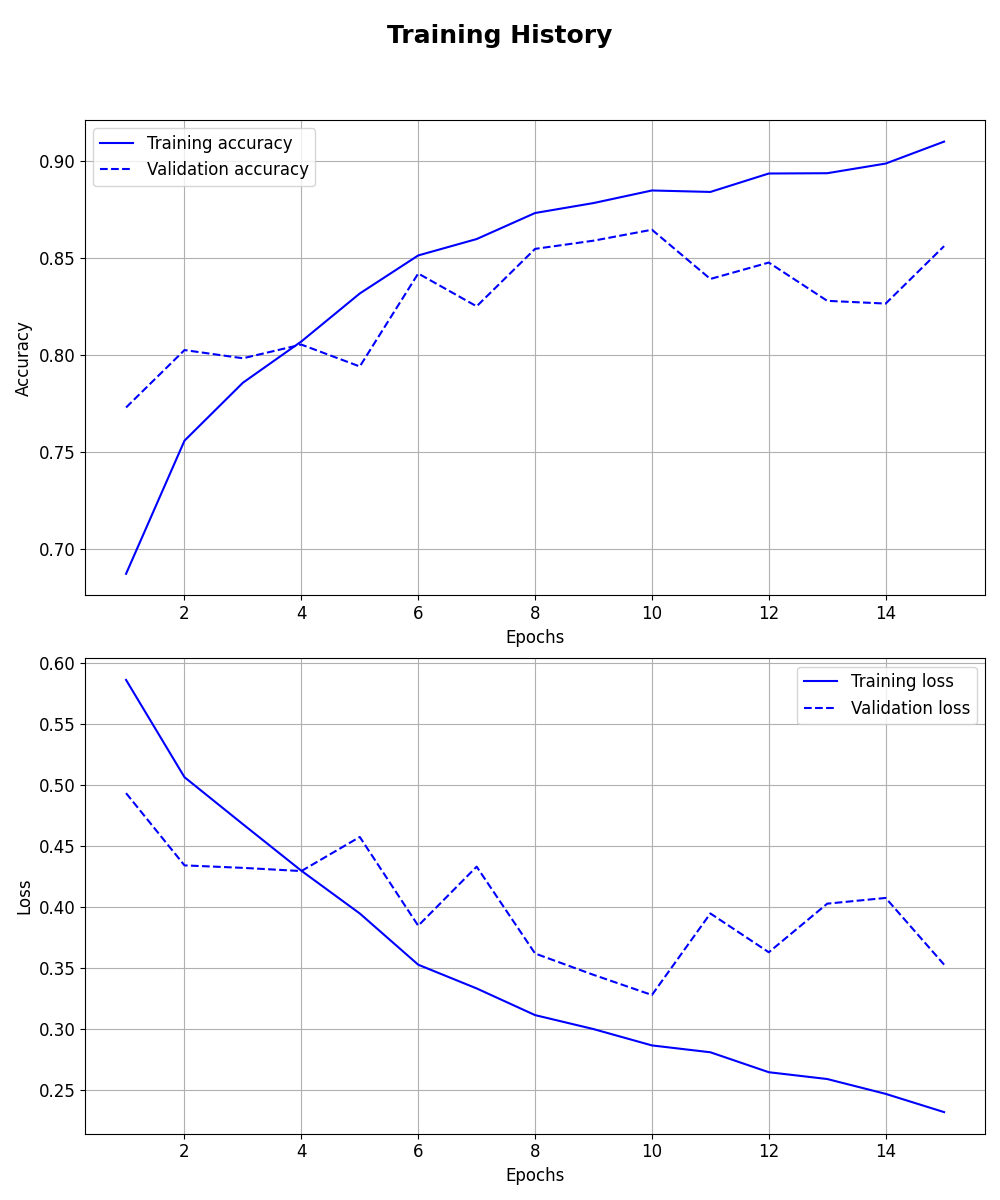 Training History
Training accuracy
Validation accuracy
0.90
0.85
0.80
0.75
0.70
Accuracy
2 4 6 8 10 12 14
Epochs
0.60
0.55
0.50
0.45
0.40
0.35
0.30
0.25
Loss
Training loss
Validation loss
2 4 6 8 10 12 14
Epochs